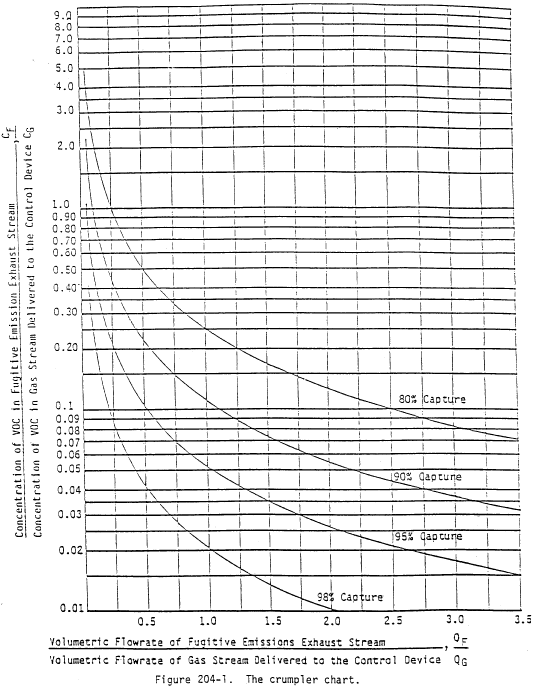 9.0
8.0
7.0
6.0
5.0
4.0
3.0
2.0
1.0
0.90
0.80
0.70
0.60
0.50
0.40
0.30
0.20
0.1
0.09
0.08
0.07
0.06
0.05
0.04
0.03
0.02
0.01
Concentration of VOC in Fugitive Emission Exhaust Stream , CF
Concentration of VOC in Gas Stream Delivered to the Control Device CG
80% Capture
90% Capture
95% Capture
98% Capture
0.5 1.0 1.5 2.0 2.5 3.0 3.5
Volumetric Flowrate of Fugitive Emissions Exhaust Stream , QF
Volumetric Flowrate of Gas Stream Delivered to the Control Device QG
Figure 204-1. The crumpler chart.